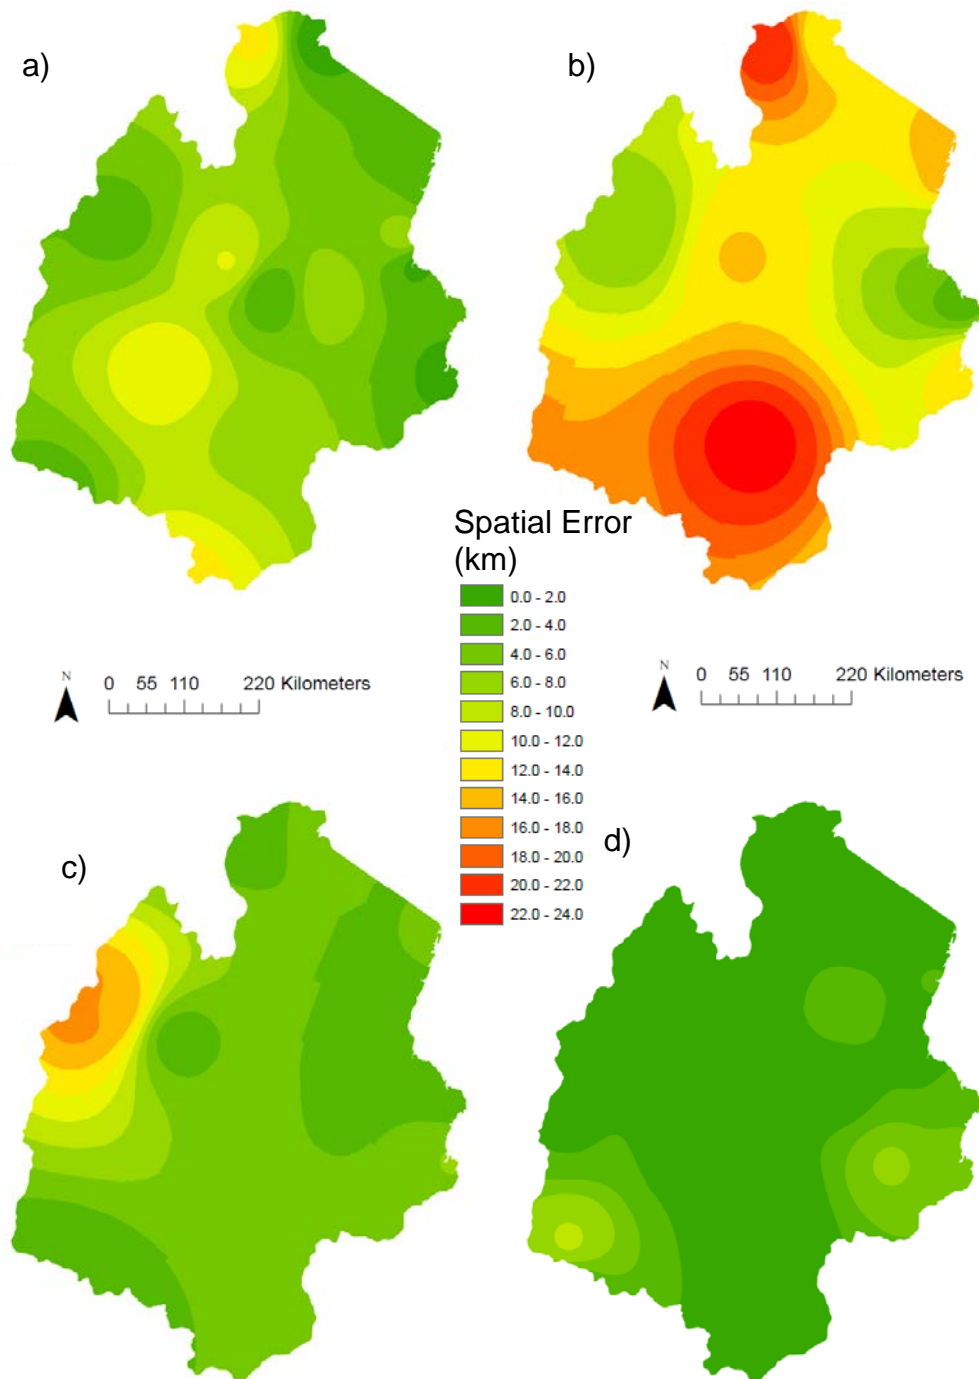 a)
b)
Spatial Error
(km)
0.0 - 2.0
2.0 - 4.0
4.0 - 6.0
6.0 - 8.0
8.0 - 10.0
10.0 - 12.0
12.0 - 14.0
14.0 - 16.0
16.0 - 18.0
18.0 - 20.0
20.0 - 22.0
22.0 - 24.0
N
0 55 110 220 Kilometers
N
0 55 110 220 Kilometers
c)
d)